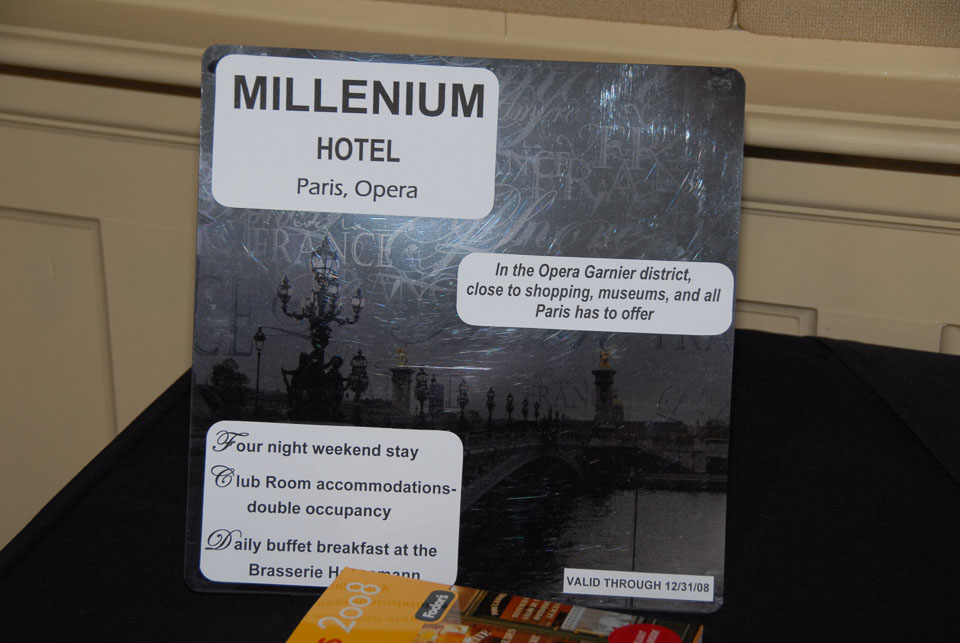 MILLENIUM
HOTEL
Paris, Opera
FRANCE
In the Opera Garnier district,
close to shopping, museums, and all
Paris has to offer
Four night weekend stay
Club Room accommodations-
double occupancy
Daily buffet breakfast at the
Brasserie
VALID THROUGH 12/31/08
2008
Fodor's